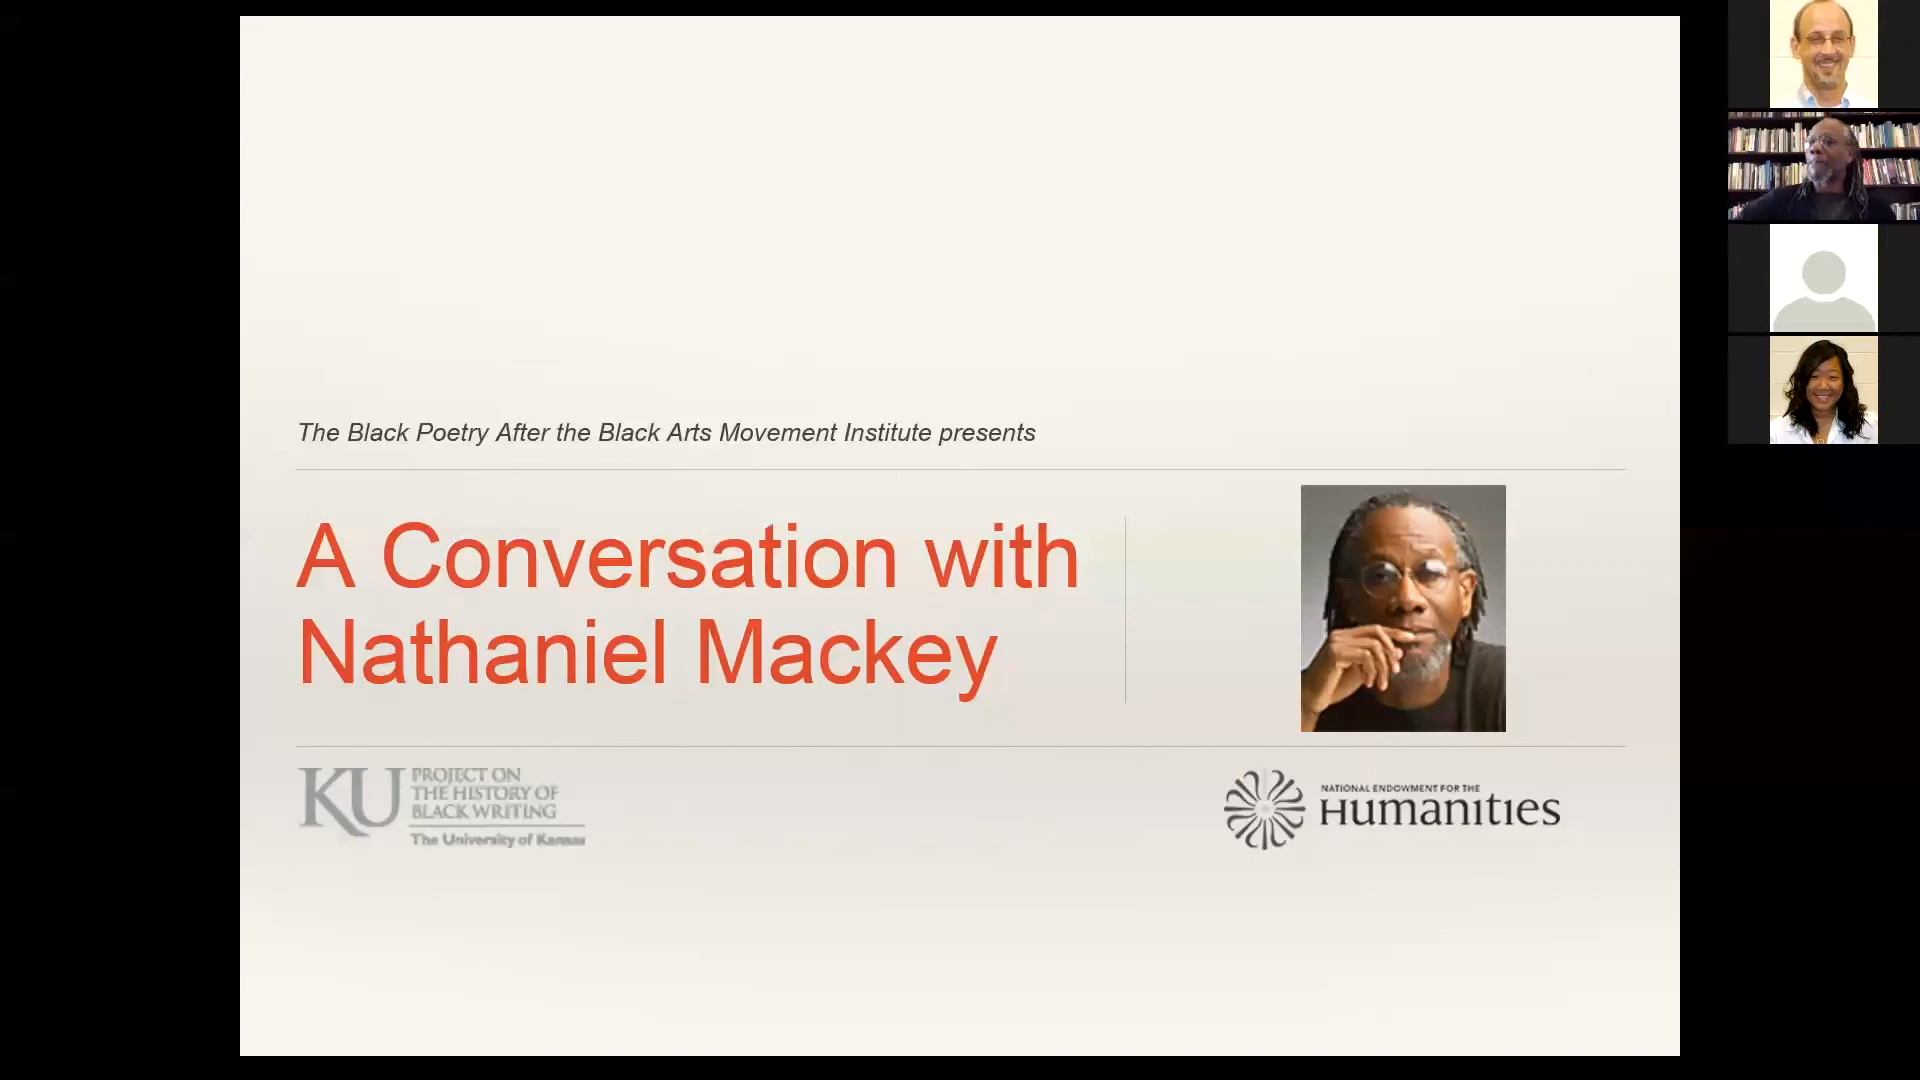 The Black Poetry After the Black Arts Movement Institute presents
A Conversation with
Nathaniel Mackey
KU
PROJECT ON
THE HISTORY OF
BLACK WRITING
The University of Kansas
NATIONAL ENDOWMENT FOR THE
Humanities